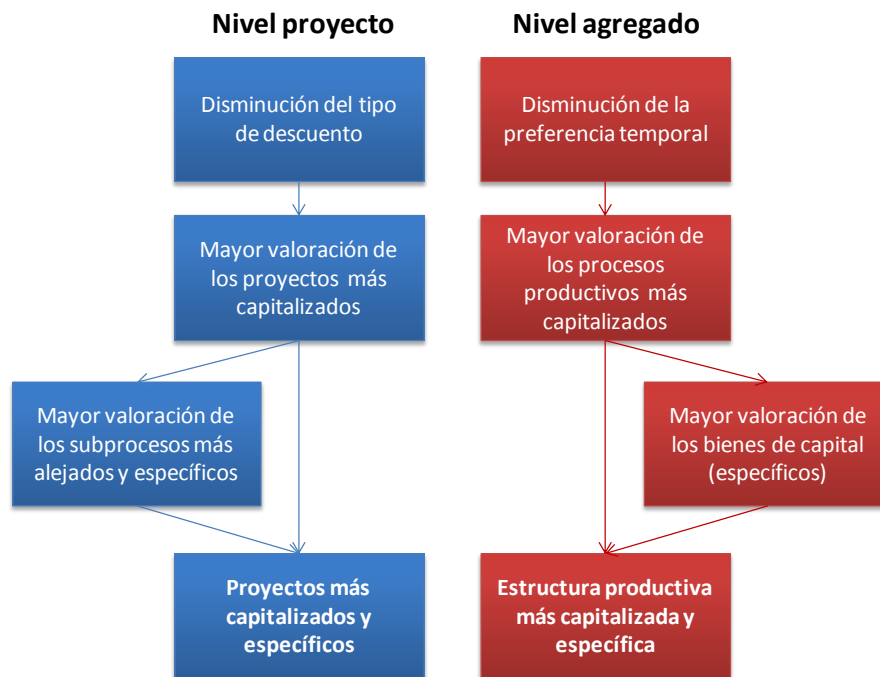 Nivel proyecto
Nivel agregado
Disminución del tipo
de descuento
Disminución de la
preferencia temporal
Mayor valoración de
los proyectos más
capitalizados
Mayor valoración de
los procesos
productivos más
capitalizados
Mayor valoración de
los subprocesos más
alejados y específicos
Mayor valoración de
los bienes de capital
(específicos)
Proyectos más
capitalizados y
específicos
Estructura productiva
más capitalizada y
específica